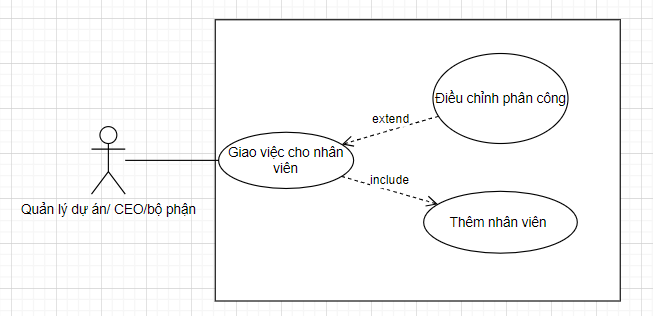 Điều chỉnh phân công
extend
Giao việc cho nhân
viên
include
Quản lý dự án/ CEO/bộ phận
Thêm nhân viên